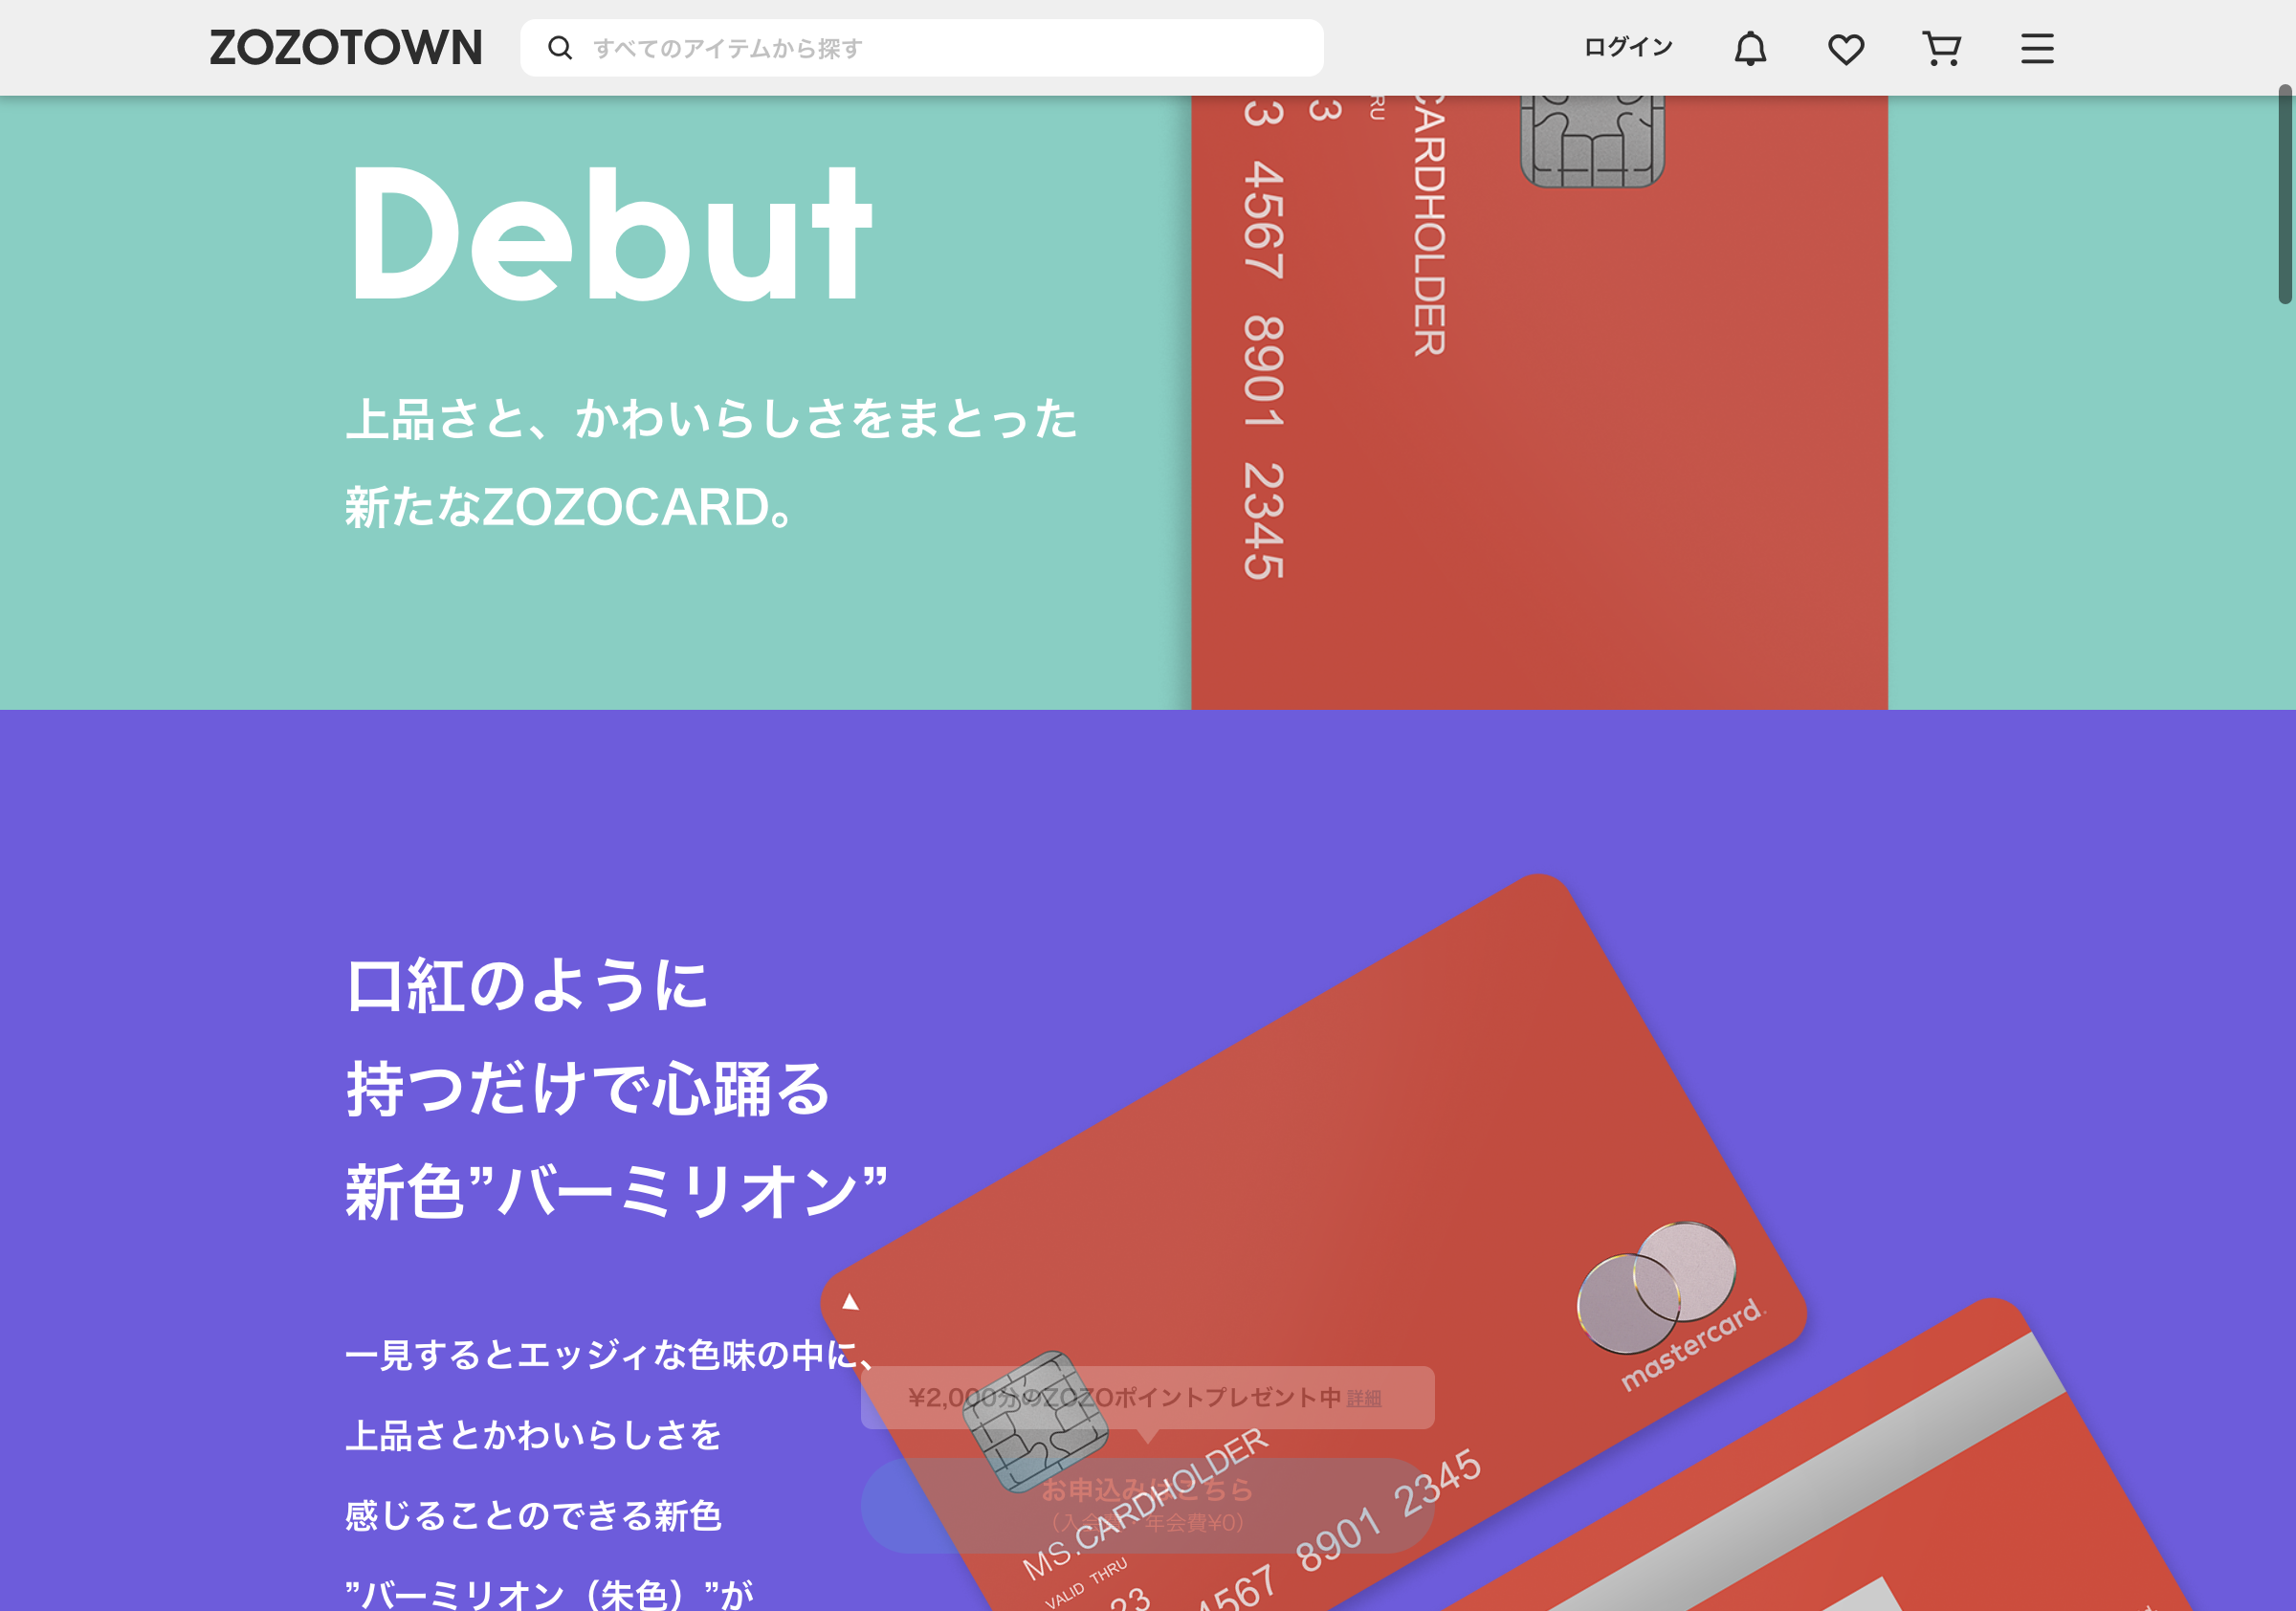 ZOZOTOWN
すべてのアイテムから探す
ログイン
Debut
上品さと、かわいらしさをまとった
新たなZOZOCARD。
CARDHOLDER
RU
3
3 4567 8901 2345
口紅のように
持つだけで心踊る
新色”バーミリオン”
一見するとエッジィな色味の中に、
上品さとかわいらしさを
感じることのできる新色
”バーミリオン（朱色）”が
mastercard.
¥2,000分のZOZOポイントプレゼント中 詳細
お申込みはこちら
（入会費・年会費¥0）
MS.CARDHOLDER
VALID THRU
23
4567 8901 2345